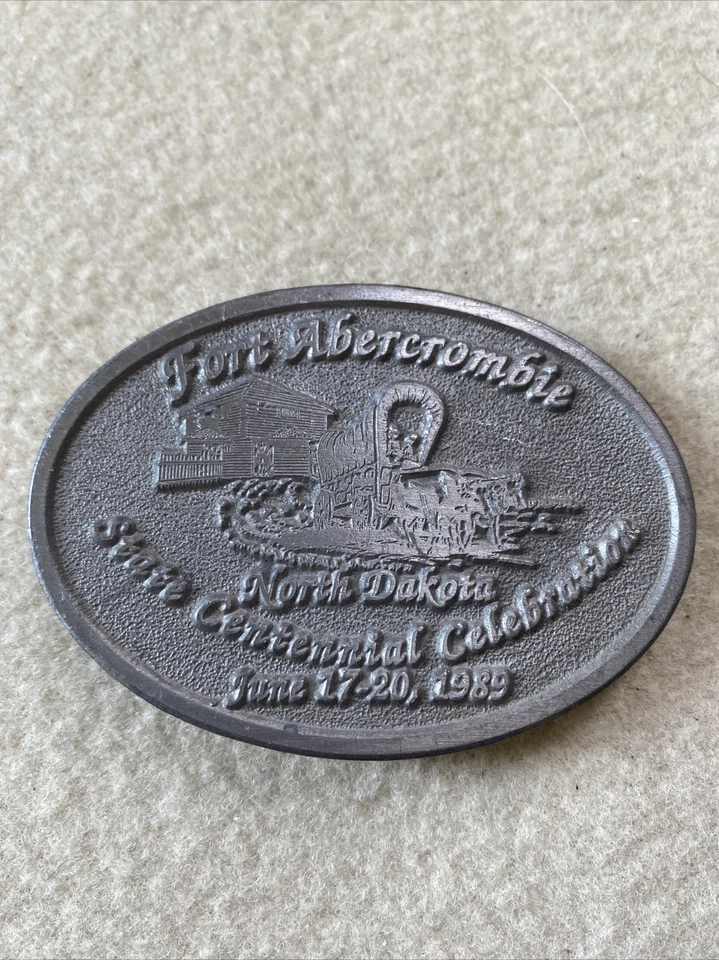 Fort Abercrombie
North Dakota
State Centennial Celebration
June 17-20, 1989